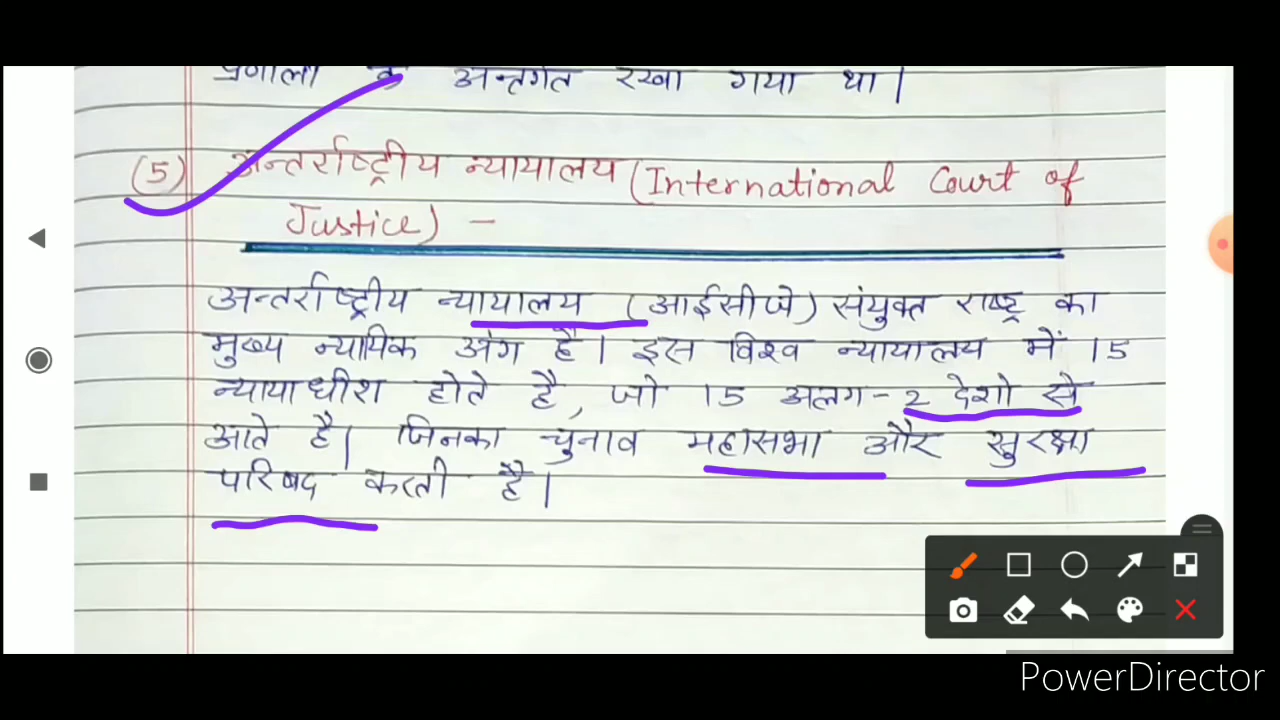 प्रणाली के अन्तर्गत रखा गया था।
(5) अन्तर्राष्ट्रीय न्यायालय (International Court of
Justice) -
अन्तर्राष्ट्रीय न्यायालय (आईसीजे) संयुक्त राष्ट्र का
मुख्य न्यायिक अंग है। इस विश्व न्यायालय में 15
न्यायाधीश होते है, जो 15 अलग-2 देशो से
आते है। जिनका चुनाव महासभा और सुरक्षा
परिषद करती है।
PowerDirector